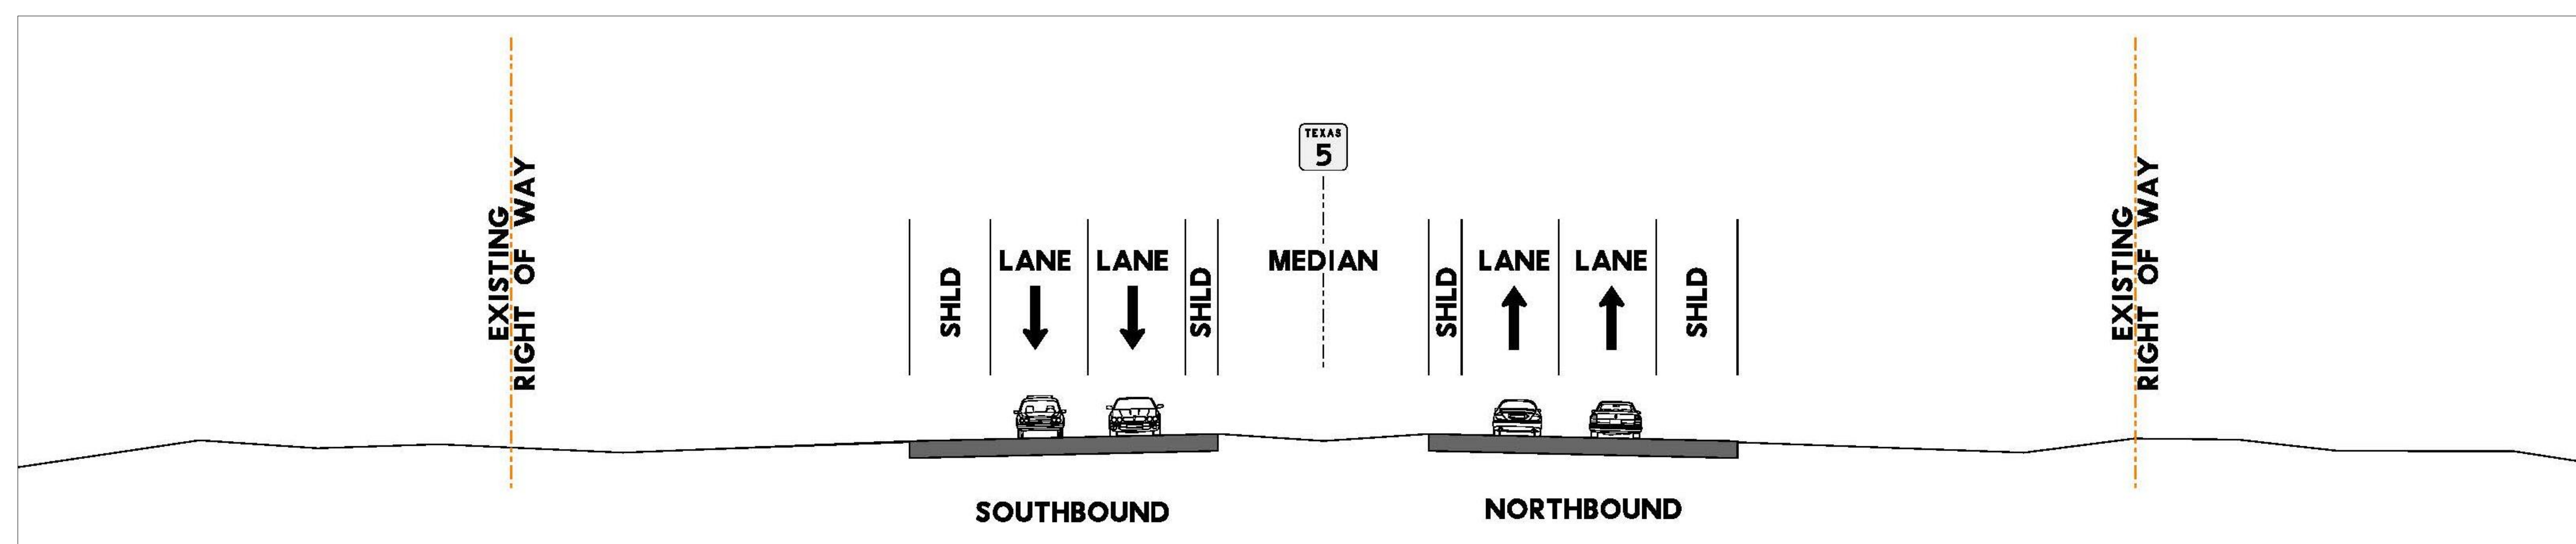 EXISTING
RIGHT OF WAY
TEXAS
5
SHLD
LANE
LANE
SHLD
MEDIAN
SHLD
LANE
LANE
SHLD
EXISTING
RIGHT OF WAY
SOUTHBOUND
NORTHBOUND